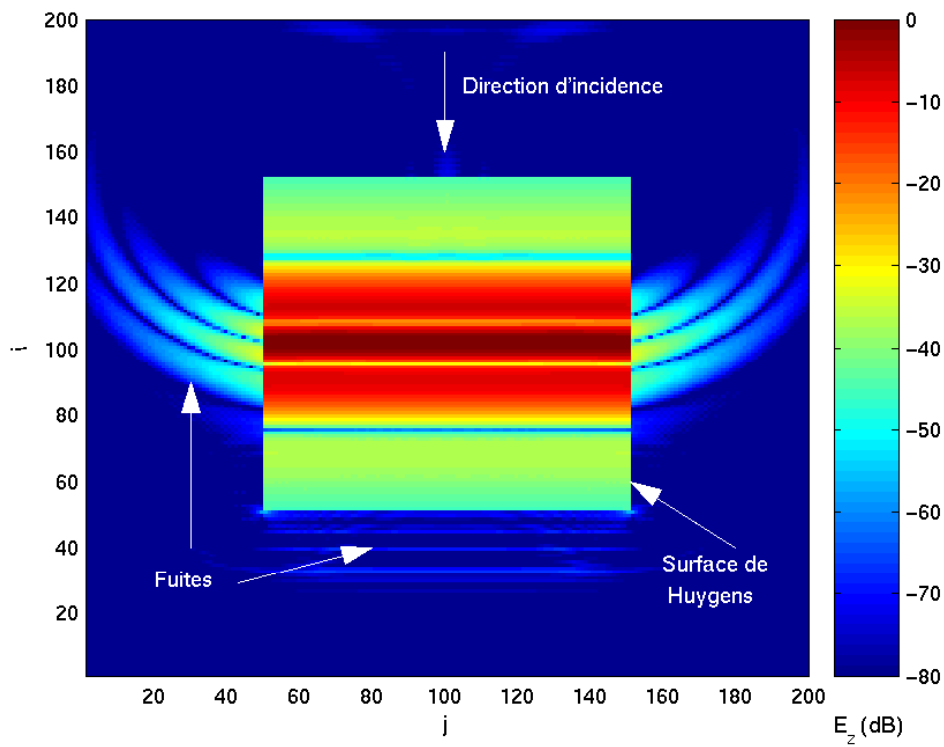 200
180
160
140
120
100
80
60
40
20
i
Direction d'incidence
Fuites
Surface de
Huygens
20 40 60 80 100 120 140 160 180 200
j
0
−10
−20
−30
−40
−50
−60
−70
−80
E_z (dB)